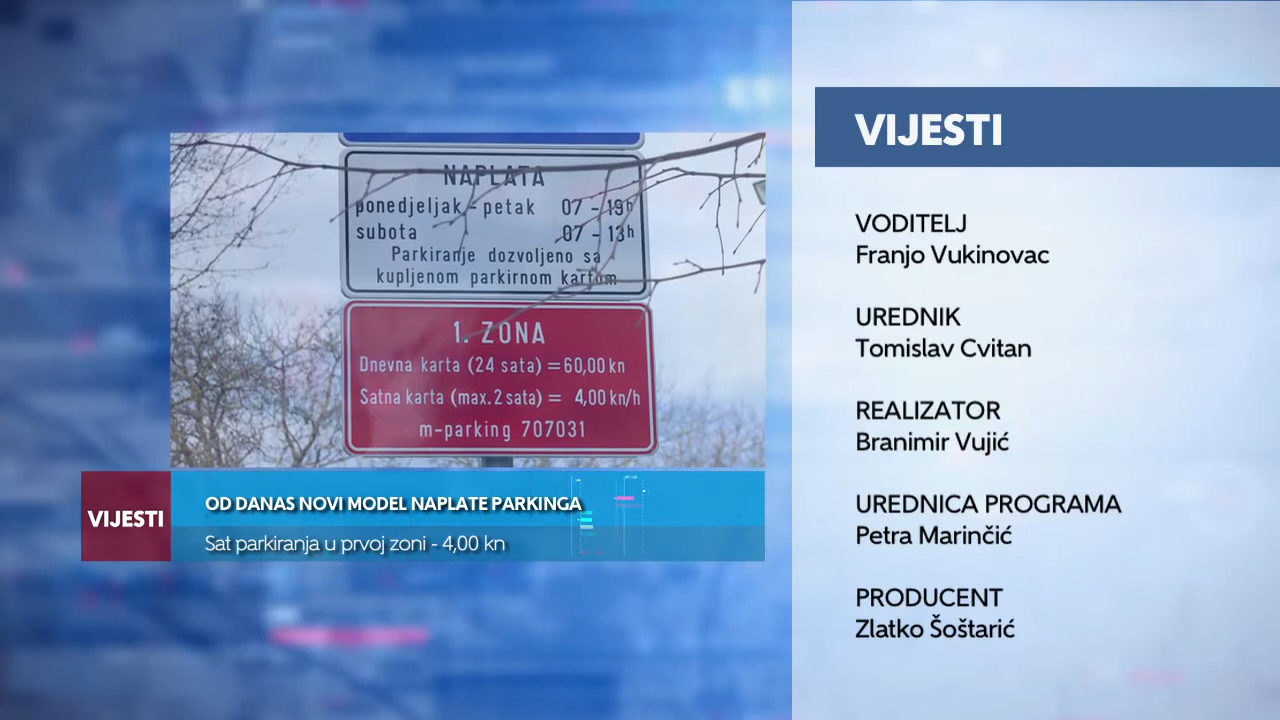 NAPLATA
ponedjeljak - petak 07 - 19h
subota 07 - 13h
Parkiranje dozvoljeno sa
kupljenom parkirnom kartom
1. ZONA
Dnevna karta (24 sata) = 60,00 kn
Satna karta (max. 2 sata) = 4,00 kn/h
m-parking 707031
VIJESTI
OD DANAS NOVI MODEL NAPLATE PARKINGA
Sat parkiranja u prvoj zoni - 4,00 kn
VIJESTI
VODITELJ
Franjo Vukinovac
UREDNIK
Tomislav Cvitan
REALIZATOR
Branimir Vujić
UREDNICA PROGRAMA
Petra Marinčić
PRODUCENT
Zlatko Šoštarić